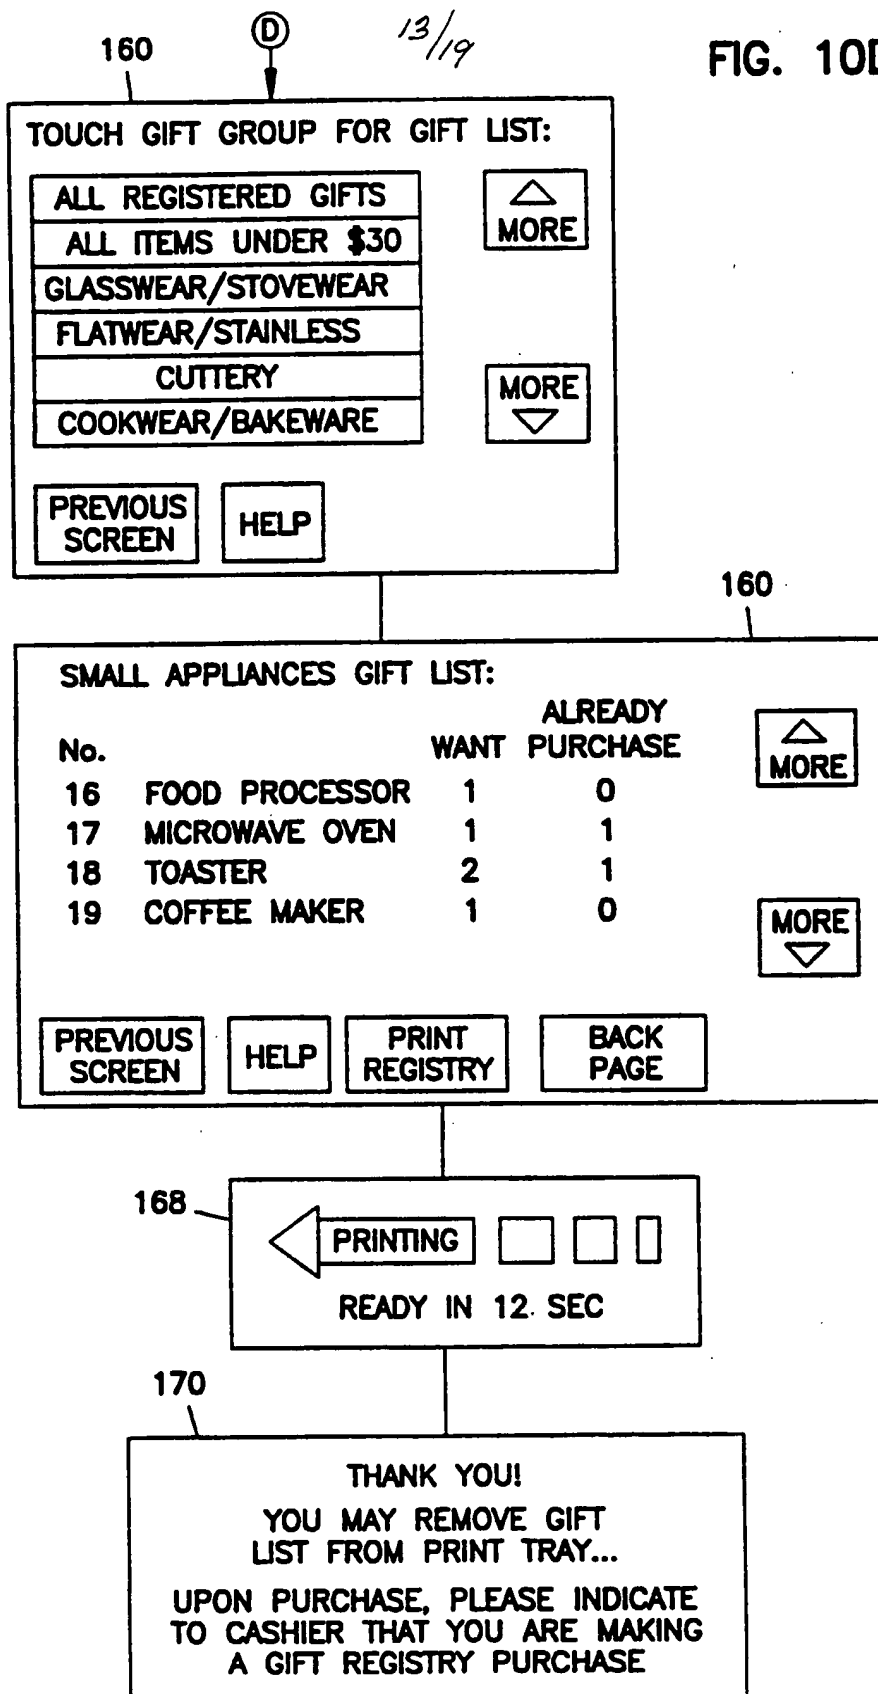 13/19
FIG. 10D
160
D
TOUCH GIFT GROUP FOR GIFT LIST:
ALL REGISTERED GIFTS
ALL ITEMS UNDER $30
GLASSWEAR/STOVEWEAR
FLATWEAR/STAINLESS
CUTTERY
COOKWEAR/BAKEWARE
MORE
MORE
PREVIOUS
SCREEN
HELP
160
SMALL APPLIANCES GIFT LIST:
ALREADY
No. WANT PURCHASE
16 FOOD PROCESSOR 1 0
17 MICROWAVE OVEN 1 1
18 TOASTER 2 1
19 COFFEE MAKER 1 0
MORE
MORE
PREVIOUS
SCREEN
HELP
PRINT
REGISTRY
BACK
PAGE
168
PRINTING
READY IN 12 SEC
170
THANK YOU!
YOU MAY REMOVE GIFT
LIST FROM PRINT TRAY...
UPON PURCHASE, PLEASE INDICATE
TO CASHIER THAT YOU ARE MAKING
A GIFT REGISTRY PURCHASE